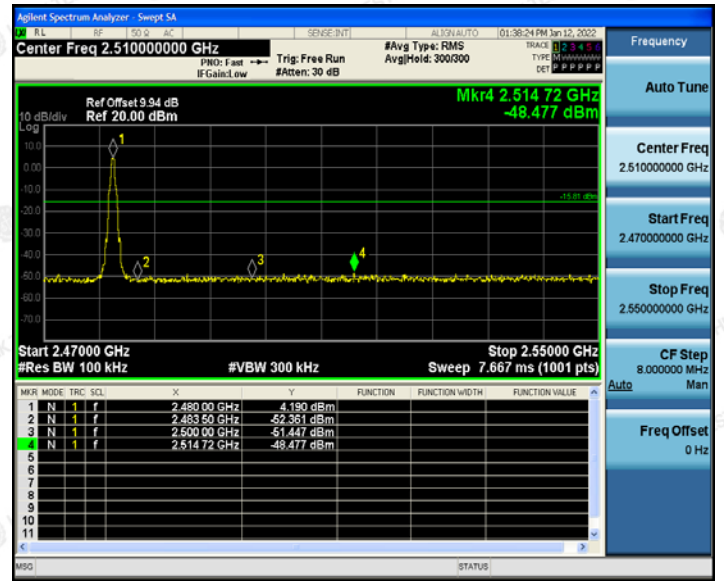 Agilent Spectrum Analyzer - Swept SA
RL RF 50 Ω AC SENSE:INT ALIGN AUTO 01:38:24 PM Jan 12, 2022
Center Freq 2.510000000 GHz
PNO: Fast
IFGain:Low
Trig: Free Run
#Atten: 30 dB
#Avg Type: RMS
Avg|Hold: 300/300
TRACE 1 2 3 4 5 6
TYPE M
DET P P P P P P
Ref Offset 9.94 dB
Ref 20.00 dBm
10 dB/div
Log
Mkr4 2.514 72 GHz
-48.477 dBm
10.0
0.00
-10.0
-20.0
-30.0
-40.0
-50.0
-60.0
-70.0
1
2
3
4
-15.81 dBm
Start 2.47000 GHz Stop 2.55000 GHz
#Res BW 100 kHz #VBW 300 kHz Sweep 7.667 ms (1001 pts)
MKR MODE TRC SCL X Y FUNCTION FUNCTION WIDTH FUNCTION VALUE
1 N 1 f 2.480 00 GHz 4.190 dBm
2 N 1 f 2.483 50 GHz -52.361 dBm
3 N 1 f 2.500 00 GHz -51.447 dBm
4 N 1 f 2.514 72 GHz -48.477 dBm
5
6
7
8
9
10
11
MSG STATUS
Frequency
Auto Tune
Center Freq
2.510000000 GHz
Start Freq
2.470000000 GHz
Stop Freq
2.550000000 GHz
CF Step
8.000000 MHz
Auto Man
Freq Offset
0 Hz